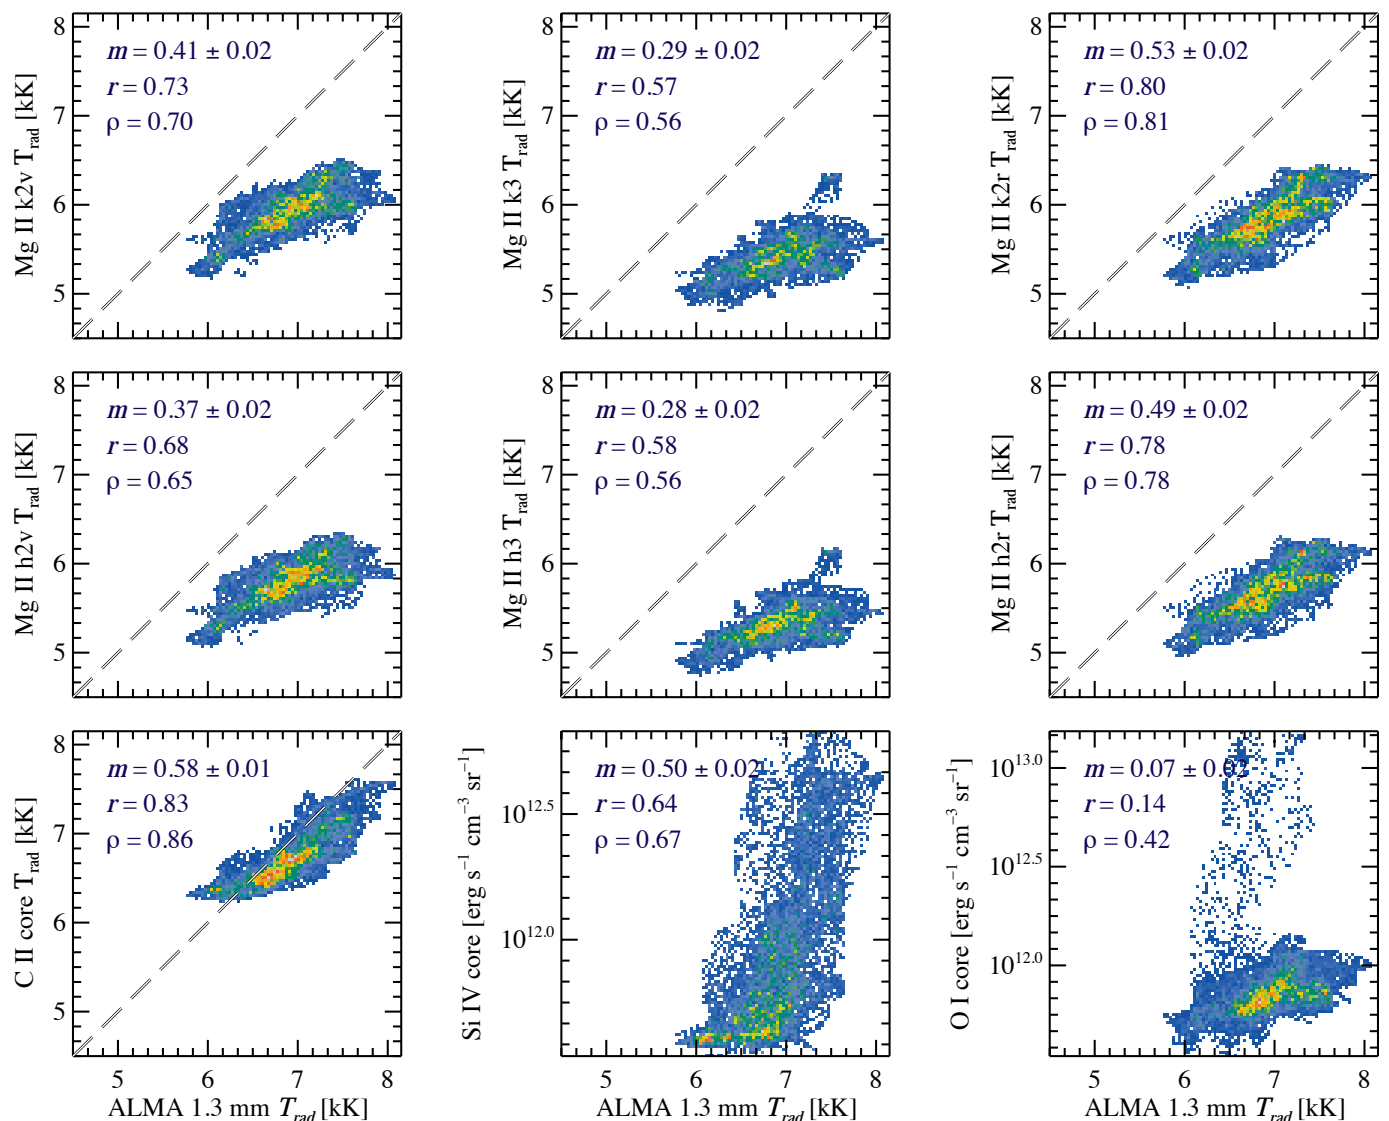 8
7
6
5
Mg II k2v T_rad [kK]
m = 0.41 ± 0.02
r = 0.73
ρ = 0.70
8
7
6
5
Mg II k3 T_rad [kK]
m = 0.29 ± 0.02
r = 0.57
ρ = 0.56
8
7
6
5
Mg II k2r T_rad [kK]
m = 0.53 ± 0.02
r = 0.80
ρ = 0.81
8
7
6
5
Mg II h2v T_rad [kK]
m = 0.37 ± 0.02
r = 0.68
ρ = 0.65
8
7
6
5
Mg II h3 T_rad [kK]
m = 0.28 ± 0.02
r = 0.58
ρ = 0.56
8
7
6
5
Mg II h2r T_rad [kK]
m = 0.49 ± 0.02
r = 0.78
ρ = 0.78
8
7
6
5
C II core T_rad [kK]
m = 0.58 ± 0.01
r = 0.83
ρ = 0.86
5 6 7 8
ALMA 1.3 mm T_rad [kK]
10^12.5
10^12.0
Si IV core [erg s⁻¹ cm⁻³ sr⁻¹]
m = 0.50 ± 0.02
r = 0.64
ρ = 0.67
5 6 7 8
ALMA 1.3 mm T_rad [kK]
10^13.0
10^12.5
10^12.0
O I core [erg s⁻¹ cm⁻³ sr⁻¹]
m = 0.07 ± 0.02
r = 0.14
ρ = 0.42
5 6 7 8
ALMA 1.3 mm T_rad [kK]